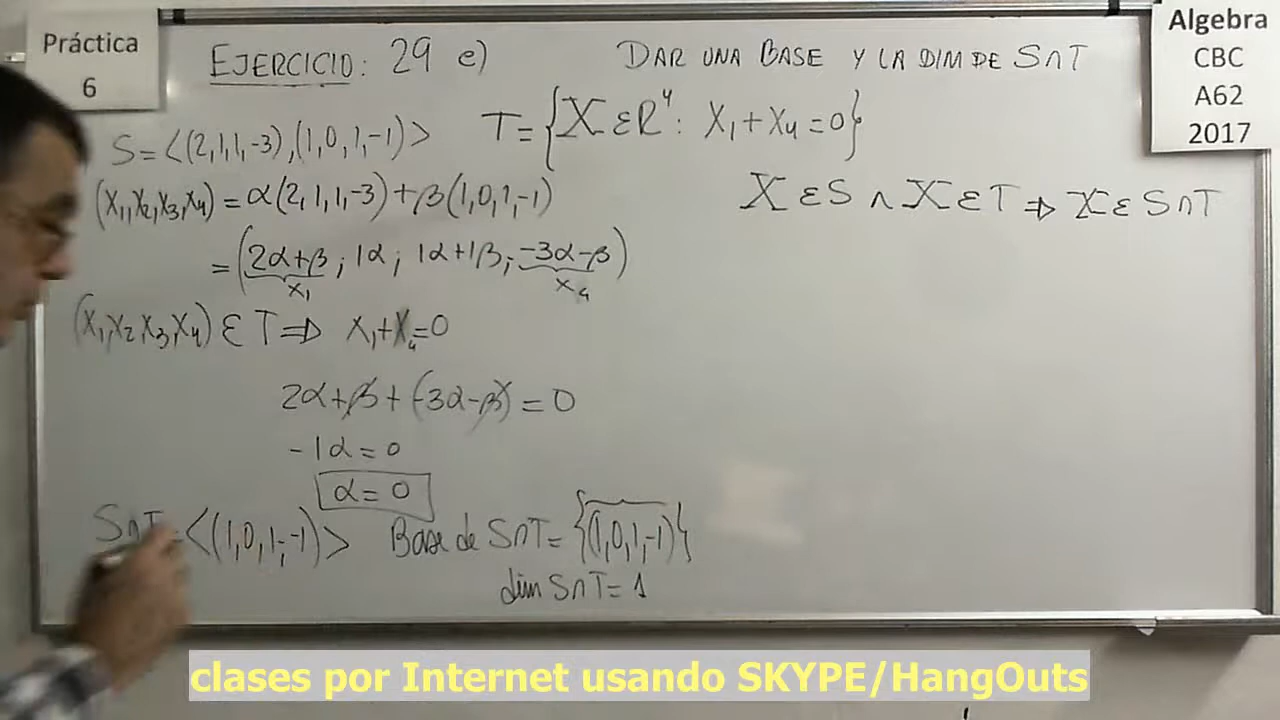 Práctica
6
EJERCICIO: 29 e)
DAR UNA BASE Y LA DIM DE S∩T
Algebra
CBC
A62
2017
S=<(2,1,1,-3),(1,0,1,-1)>
T={X∈R⁴: X₁+X₄=0}
(X₁,X₂,X₃,X₄)=α(2,1,1,-3)+β(1,0,1,-1)
X∈S ∧ X∈T ⇒ X∈S∩T
=(2α+β; 1α; 1α+1β; -3α-β)
X₁ X₄
(X₁,X₂,X₃,X₄)∈T⇒ X₁+X₄=0
2α+β+(-3α-β)=0
-1α=0
α=0
S∩T=<(1,0,1,-1)>
Base de S∩T={(1,0,1,-1)}
dim S∩T=1
clases por Internet usando SKYPE/HangOuts